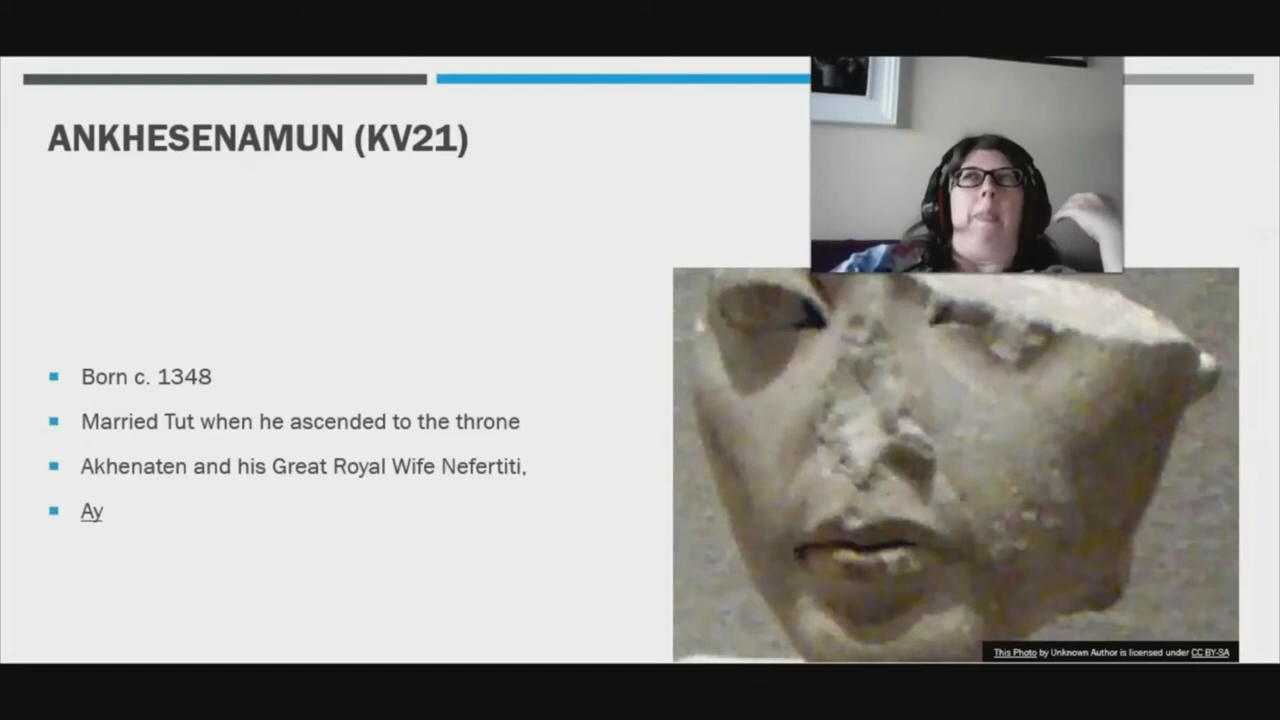 ANKHESENAMUN (KV21)
Born c. 1348
Married Tut when he ascended to the throne
Akhenaten and his Great Royal Wife Nefertiti,
Ay
This Photo by Unknown Author is licensed under CC BY-SA